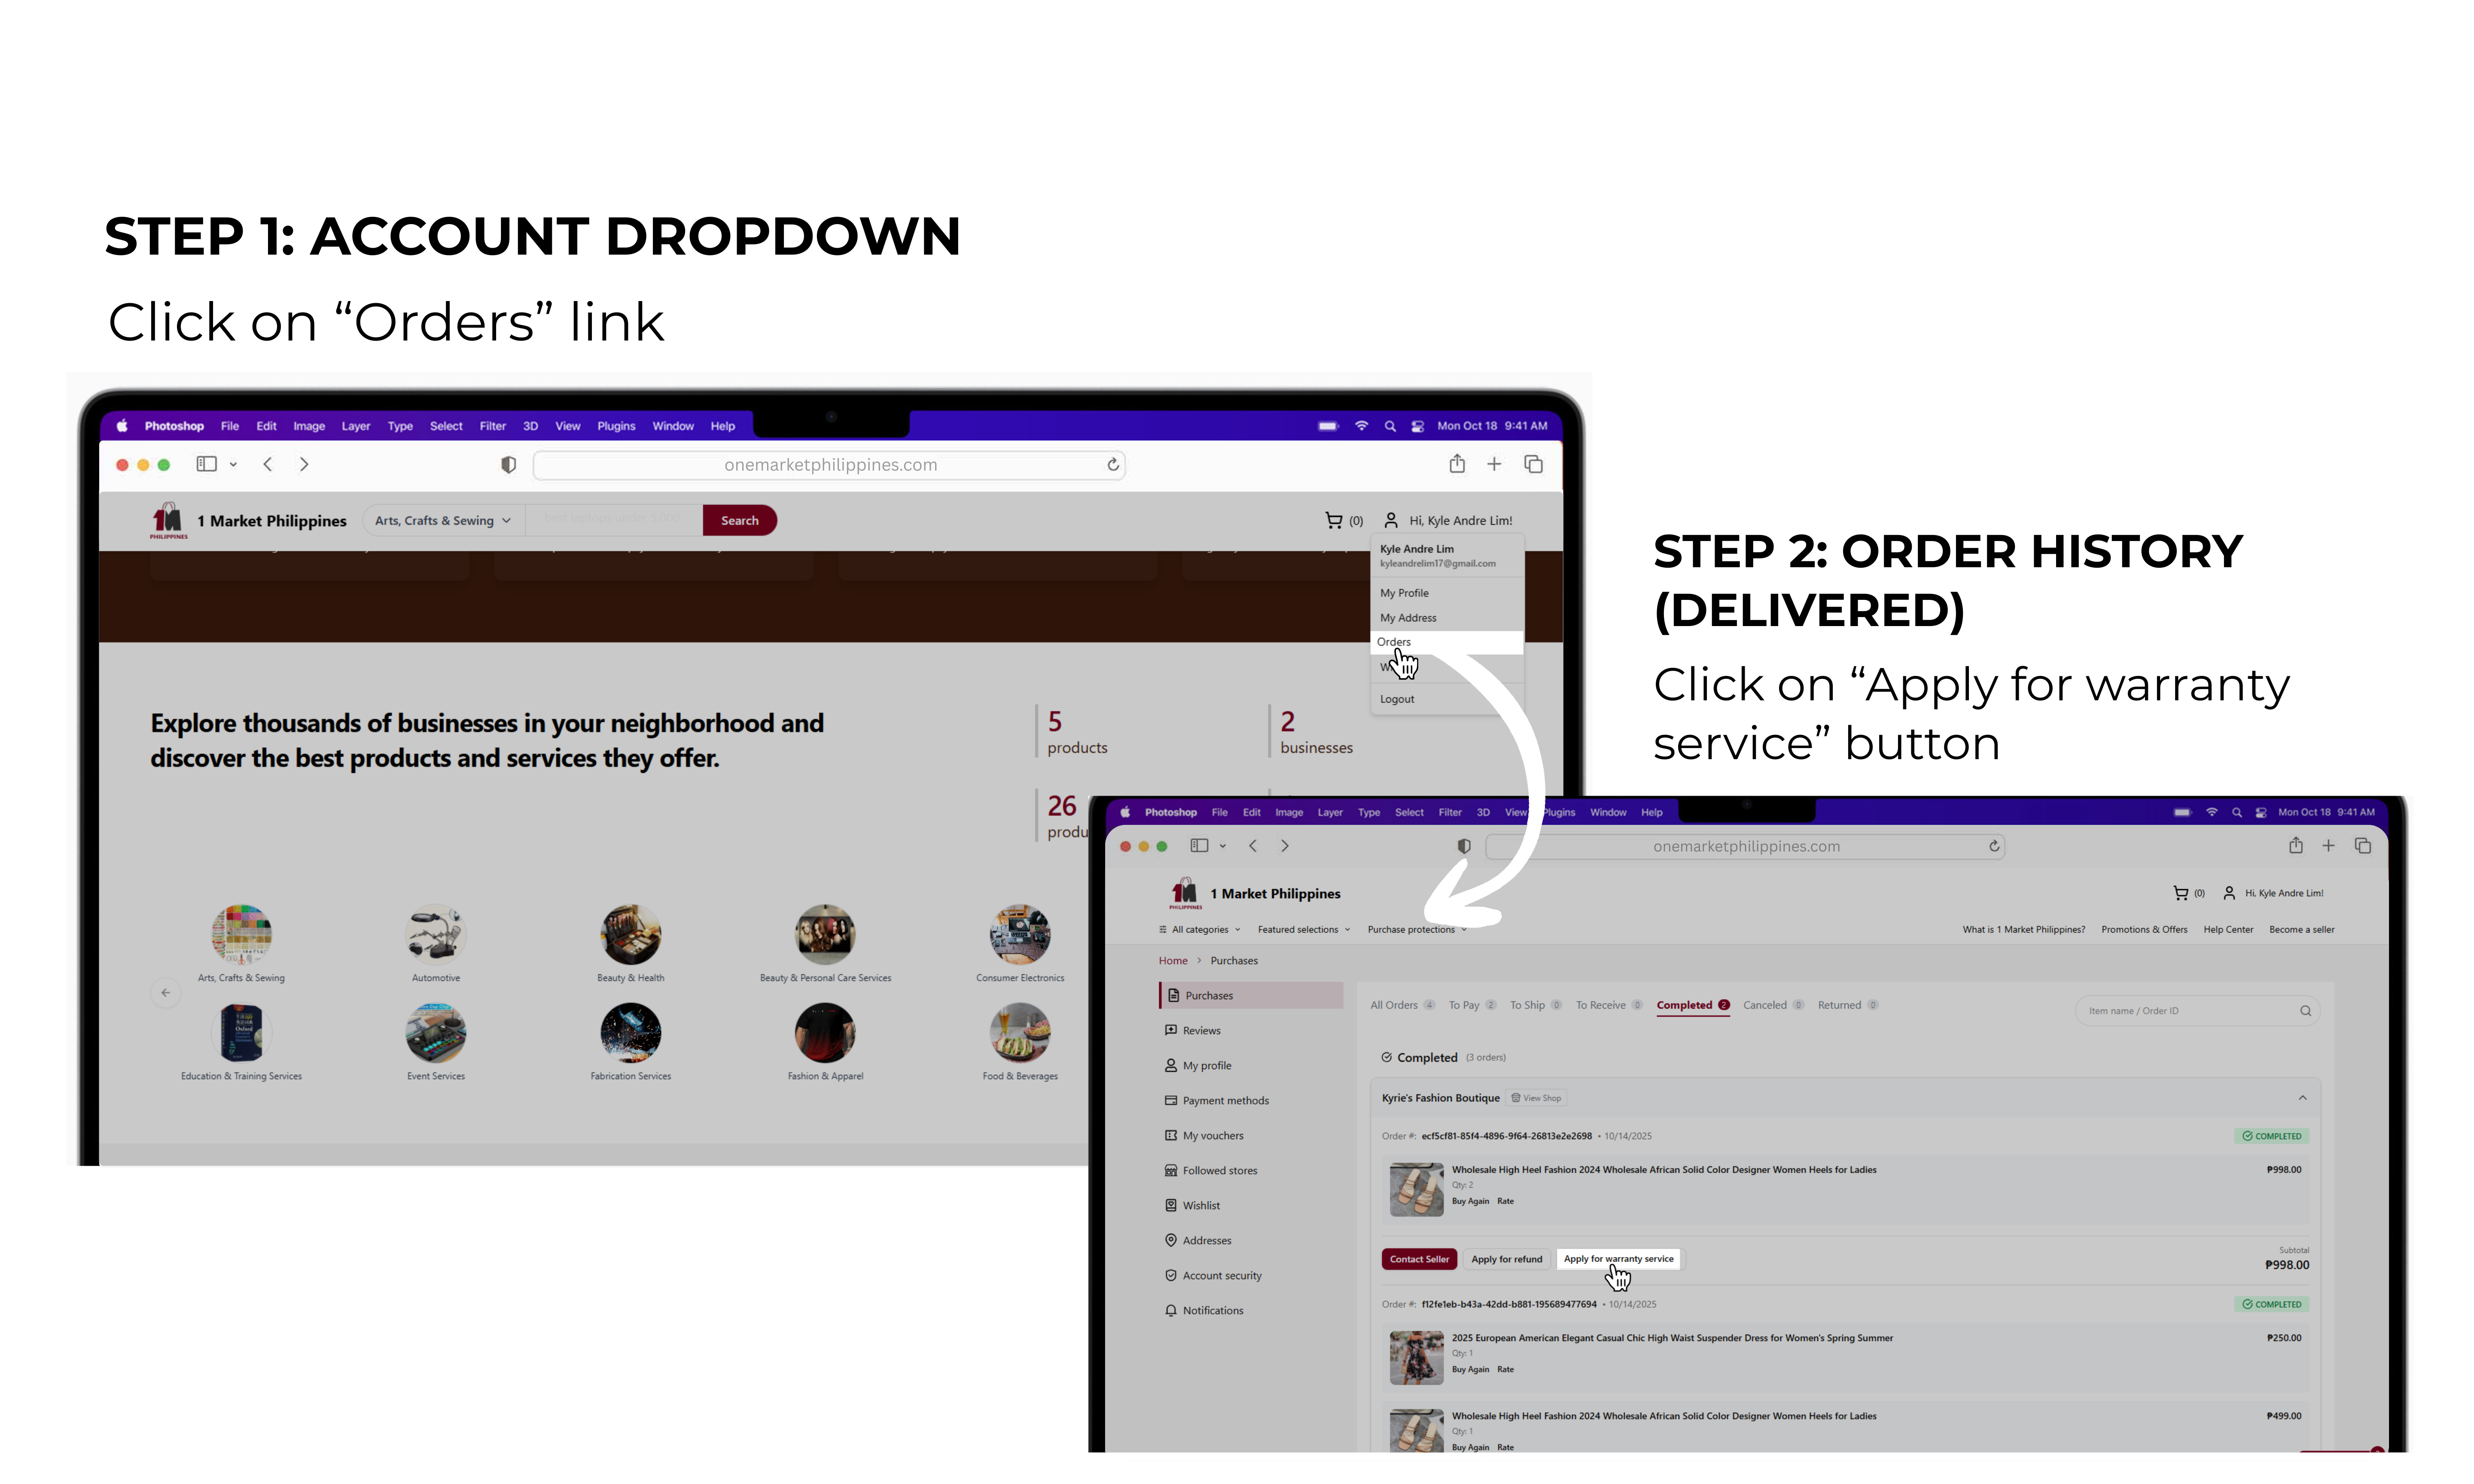 STEP 1: ACCOUNT DROPDOWN
Click on “Orders” link
Photoshop File Edit Image Layer Type Select Filter 3D View Plugins Window Help
Mon Oct 18 9:41 AM
onemarketphilippines.com
PHILIPPINES
1 Market Philippines
Arts, Crafts & Sewing
Search
(0)
Hi, Kyle Andre Lim!
Kyle Andre Lim
kyleandrelim17@gmail.com
My Profile
My Address
Orders
Logout
Explore thousands of businesses in your neighborhood and
discover the best products and services they offer.
5
products
2
businesses
26
produ
Arts, Crafts & Sewing
Automotive
Beauty & Health
Beauty & Personal Care Services
Consumer Electronics
Education & Training Services
Event Services
Fabrication Services
Fashion & Apparel
Food & Beverages
STEP 2: ORDER HISTORY
(DELIVERED)
Click on “Apply for warranty
service” button
Photoshop File Edit Image Layer Type Select Filter 3D View Plugins Window Help
Mon Oct 18 9:41 AM
onemarketphilippines.com
PHILIPPINES
1 Market Philippines
(0)
Hi, Kyle Andre Lim!
All categories
Featured selections
Purchase protections
What is 1 Market Philippines?
Promotions & Offers
Help Center
Become a seller
Home > Purchases
Purchases
Reviews
My profile
Payment methods
My vouchers
Followed stores
Wishlist
Addresses
Account security
Notifications
All Orders 4 To Pay 2 To Ship 0 To Receive 0 Completed 2 Canceled 0 Returned 0
Item name / Order ID
Completed (3 orders)
Kyrie's Fashion Boutique
View Shop
Order #: ecf5cf81-85f4-4896-9f64-26813e2e2698 • 10/14/2025
COMPLETED
Wholesale High Heel Fashion 2024 Wholesale African Solid Color Designer Women Heels for Ladies
₱998.00
Qty: 2
Buy Again Rate
Contact Seller
Apply for refund
Apply for warranty service
Subtotal
₱998.00
Order #: f12fe1eb-b43a-42dd-b881-195689477694 • 10/14/2025
COMPLETED
2025 European American Elegant Casual Chic High Waist Suspender Dress for Women's Spring Summer
₱250.00
Qty: 1
Buy Again Rate
Wholesale High Heel Fashion 2024 Wholesale African Solid Color Designer Women Heels for Ladies
₱499.00
Qty: 1
Buy Again Rate